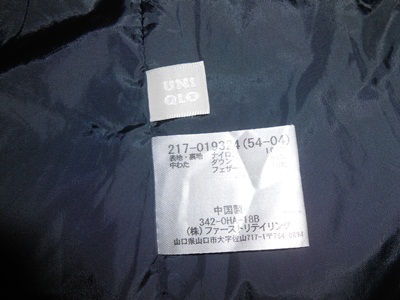 UNI
QLO
217-019324(54-04)
表地・裏地 ナイロン
中わた ダウン
フェザー
中国製
342-0HA-18B
(株)ファーストリテイリング
山口県山口市大字佐山717-1